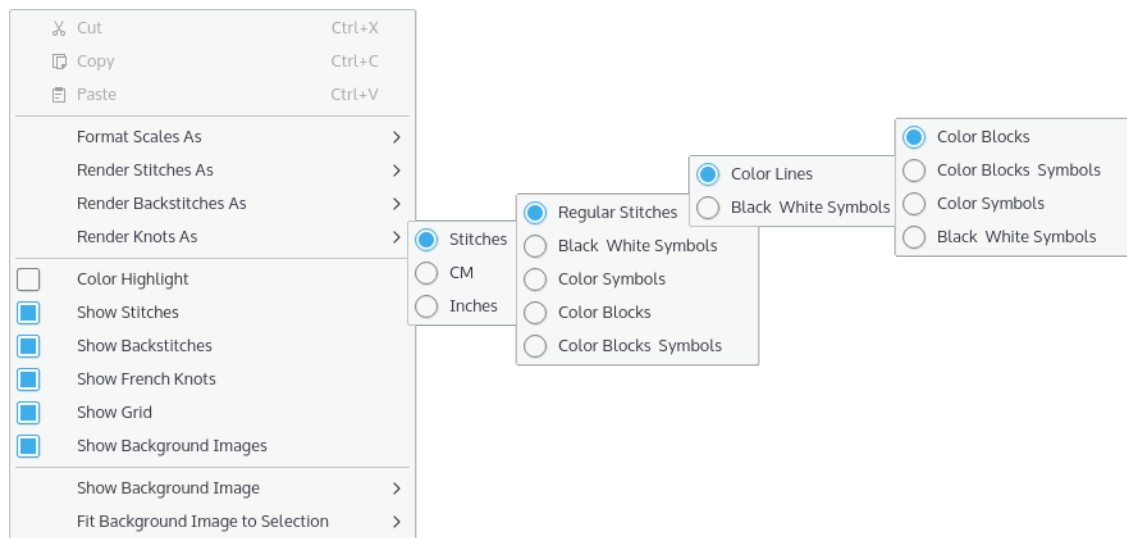 Cut Ctrl+X
Copy Ctrl+C
Paste Ctrl+V
Format Scales As
Render Stitches As
Render Backstitches As
Render Knots As
Color Highlight
Show Stitches
Show Backstitches
Show French Knots
Show Grid
Show Background Images
Show Background Image
Fit Background Image to Selection
Stitches
CM
Inches
Regular Stitches
Black White Symbols
Color Symbols
Color Blocks
Color Blocks Symbols
Color Lines
Black White Symbols
Color Blocks
Color Blocks Symbols
Color Symbols
Black White Symbols